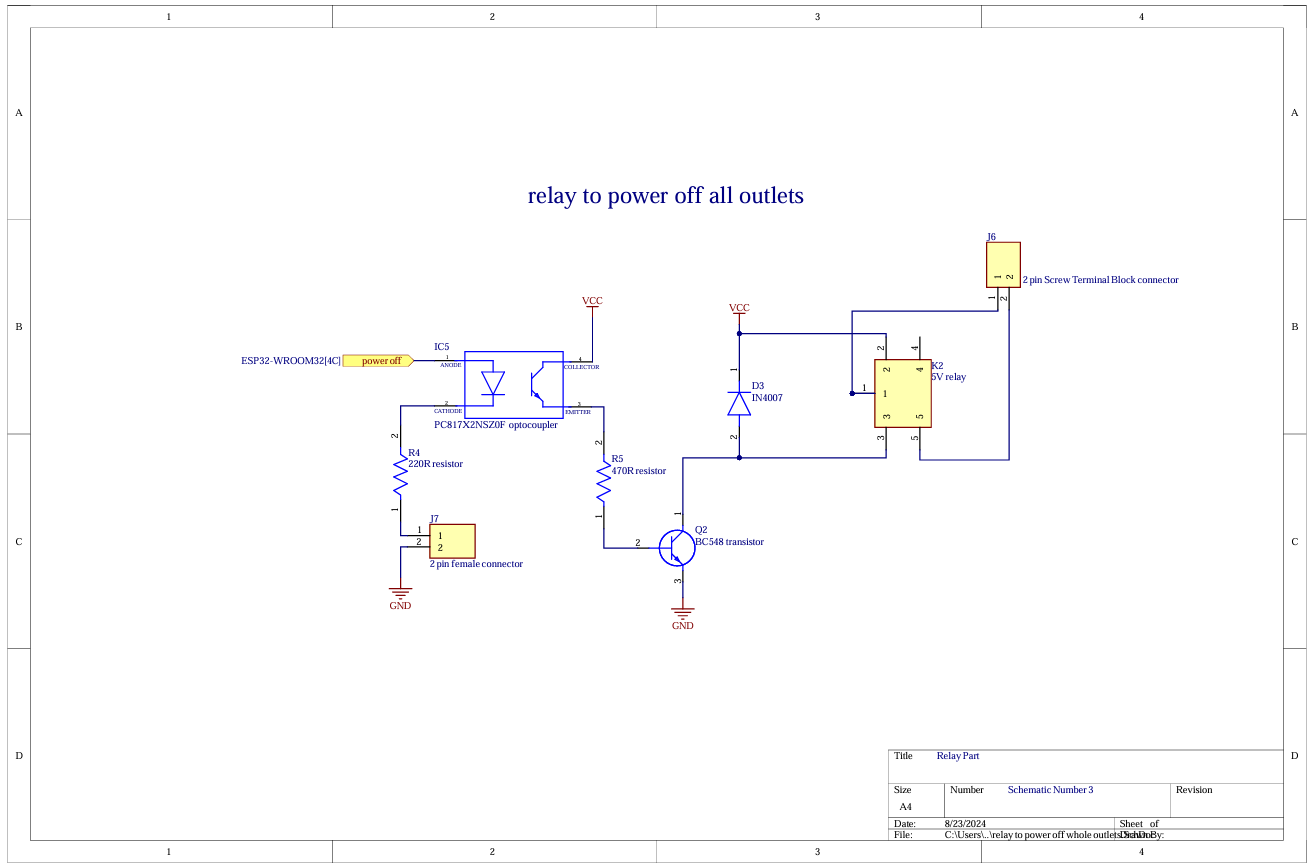 1 2 3 4
A A
relay to power off all outlets
J6
1 2
2 pin Screw Terminal Block connector
1 2
VCC VCC
B B
IC5
ESP32-WROOM32[4C] power off 1 4
ANODE COLLECTOR
2 4
2 4
K2
5V relay
1
D3
IN4007
1 1
2 3
CATHODE EMITTER
3 5
PC817X2NSZ0F optocoupler
2 2 2 3 5
R4
220R resistor
R5
470R resistor
1 1 1
J7
1 1
2 2
2 pin female connector
Q2
BC548 transistor
2
3
C C
GND
GND
D D
Title Relay Part
Size Number Schematic Number 3 Revision
A4
Date: 8/23/2024 Sheet of
File: C:\Users\..\relay to power off whole outlets.SchDoc Drawn By:
1 2 3 4